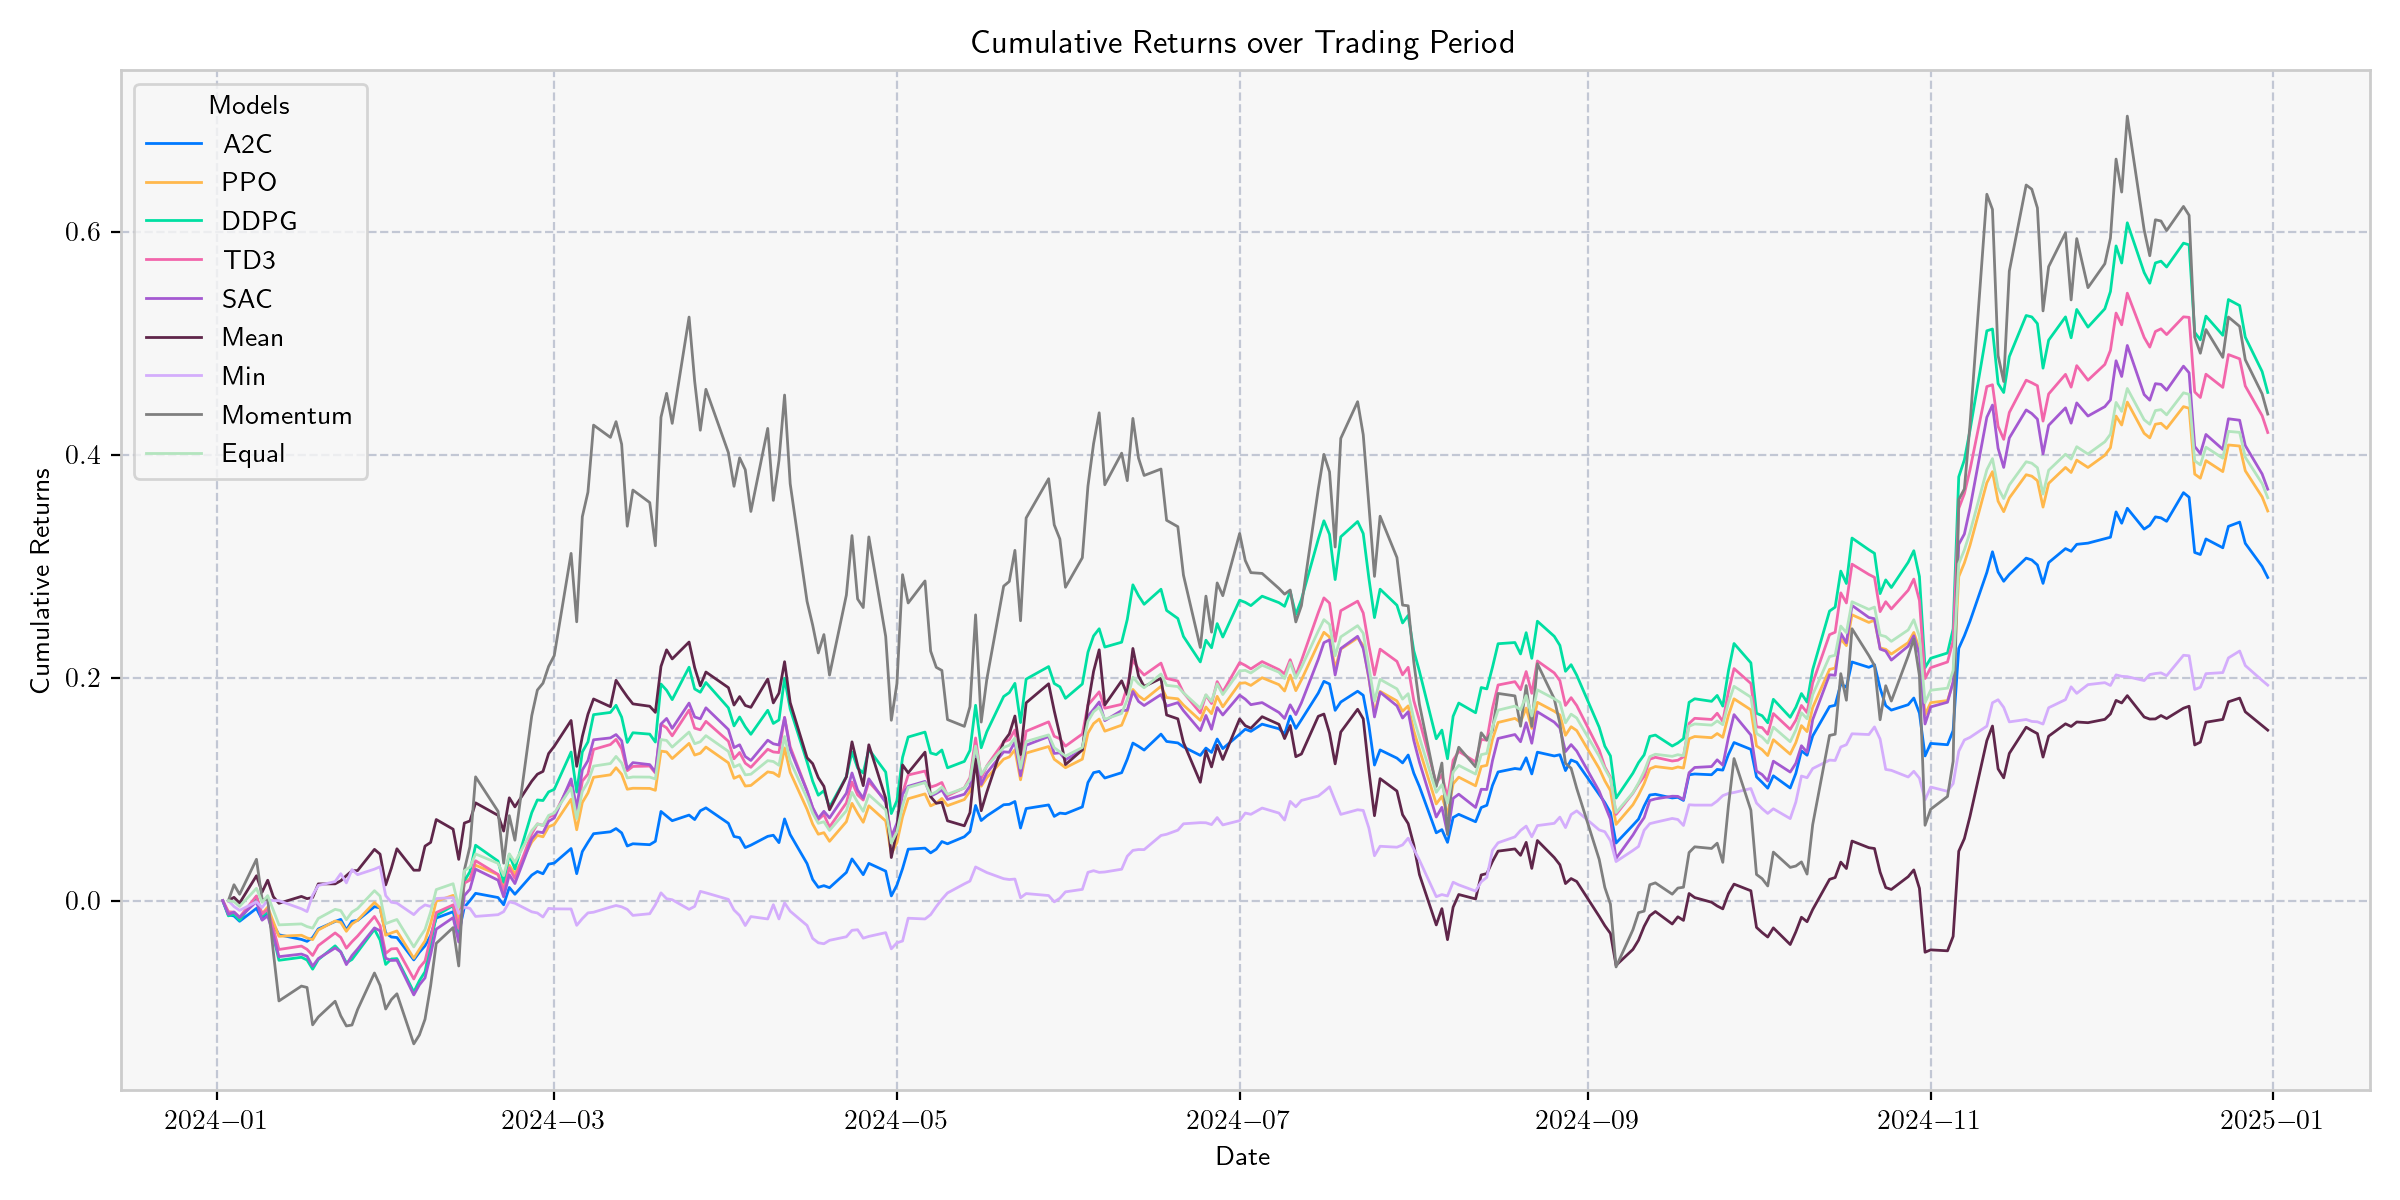 Cumulative Returns over Trading Period
Models
A2C
PPO
DDPG
TD3
SAC
Mean
Min
Momentum
Equal
Cumulative Returns
0.6
0.4
0.2
0.0
2024−01
2024−03
2024−05
2024−07
2024−09
2024−11
2025−01
Date